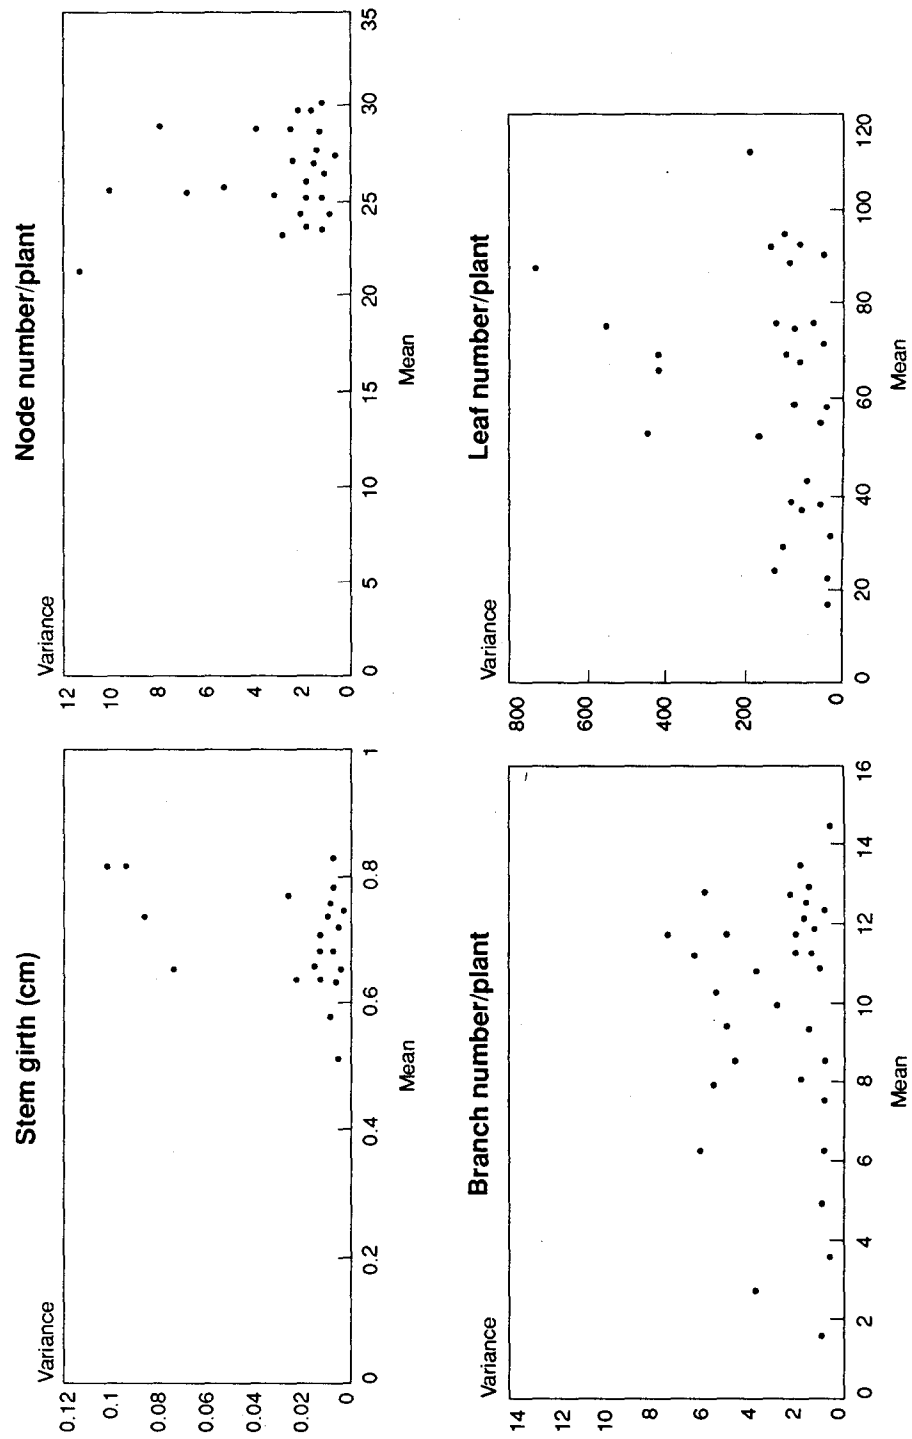 Stem girth (cm)
Variance
0.12
0.1
0.08
0.06
0.04
0.02
0
0 0.2 0.4 0.6 0.8 1
Mean
Node number/plant
Variance
12
10
8
6
4
2
0
0 5 10 15 20 25 30 35
Mean
Branch number/plant
Variance
14
12
10
8
6
4
2
0
0 2 4 6 8 10 12 14 16
Mean
Leaf number/plant
Variance
800
600
400
200
0
0 20 40 60 80 100 120
Mean